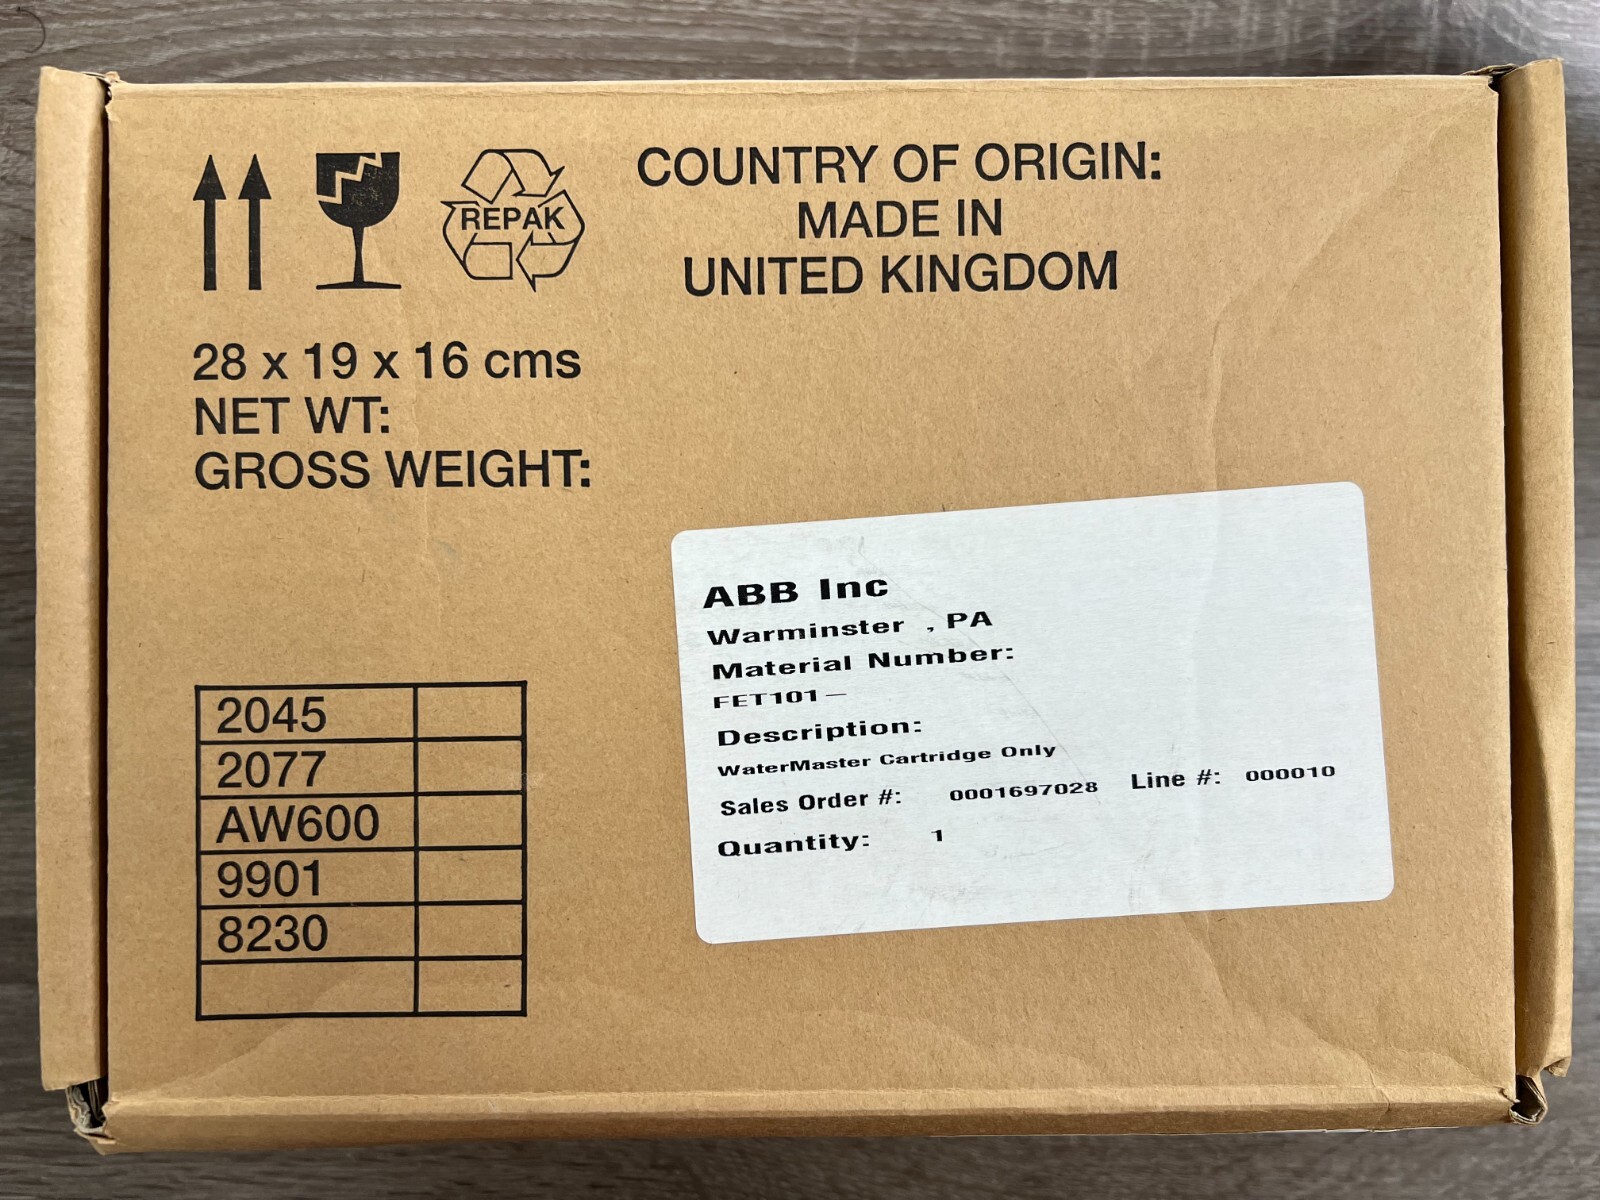 REPAK
COUNTRY OF ORIGIN:
MADE IN
UNITED KINGDOM
28 x 19 x 16 cms
NET WT:
GROSS WEIGHT:
2045
2077
AW600
9901
8230
ABB Inc
Warminster , PA
Material Number:
FET101—
Description:
WaterMaster Cartridge Only
Sales Order #: 0001697028 Line #: 000010
Quantity: 1